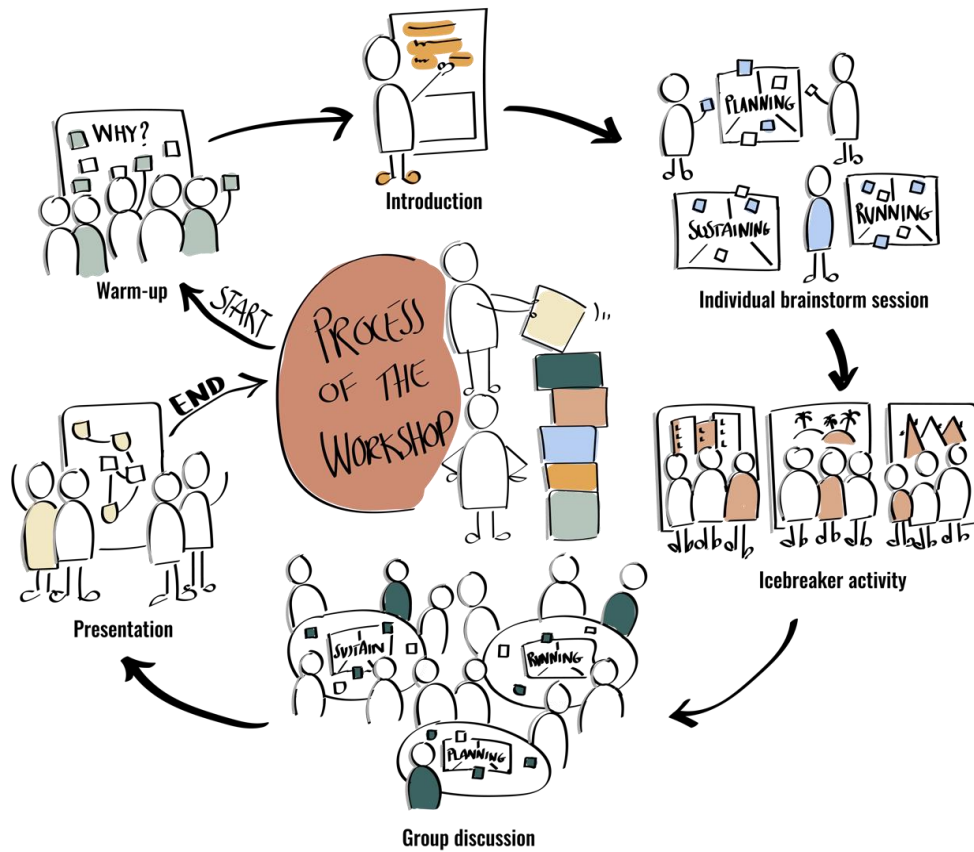 WHY?
Warm-up
Introduction
PLANNING
SUSTAINING
RUNNING
Individual brainstorm session
START
PROCESS
OF THE
WORKSHOP
END
Icebreaker activity
SUSTAIN
RUNNING
PLANNING
Group discussion
Presentation